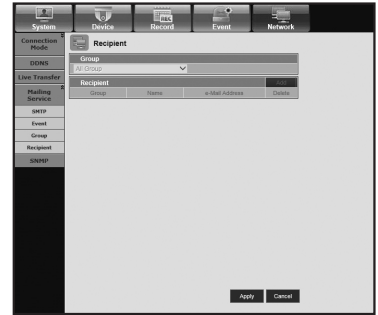 System Device Record Event Network
Connection Mode
DDNS
Live Transfer
Mailing Service
SMTP
Event
Group
Recipient
SNMP
Recipient
Group
All Group
Recipient Add
Group Name e-Mail Address Delete
Apply Cancel